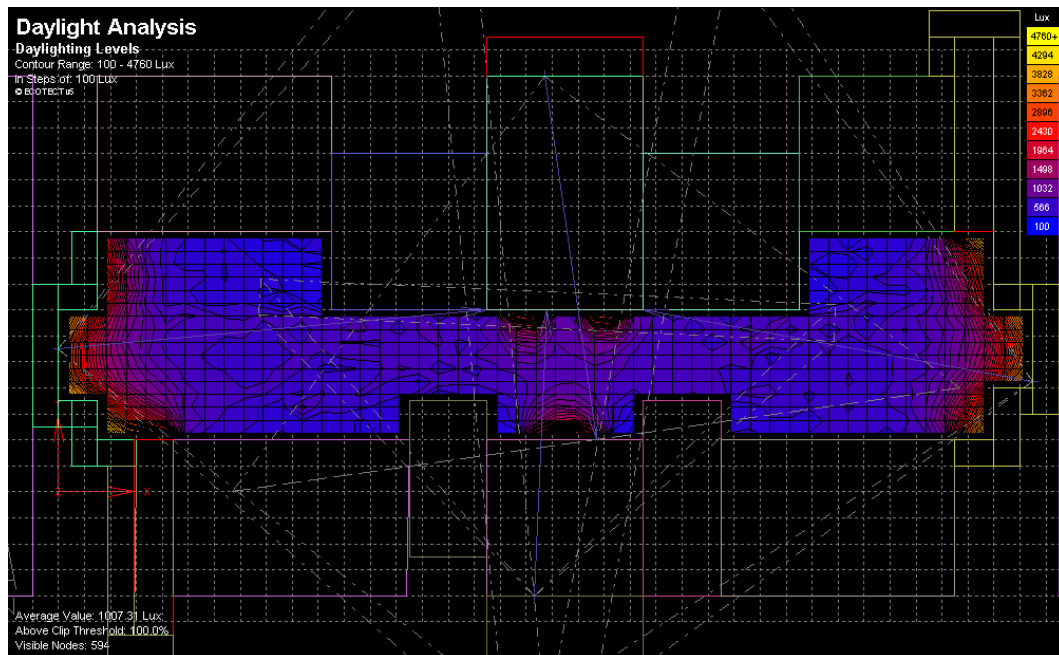 Daylight Analysis
Daylighting Levels
Contour Range: 100 - 4760 Lux
In Steps of: 100 Lux
© ECOTECT v5
Lux
4760+
4294
3828
3362
2896
2430
1964
1498
1032
566
100
X
Average Value: 1007.31 Lux
Above Clip Threshold: 100.0%
Visible Nodes: 594